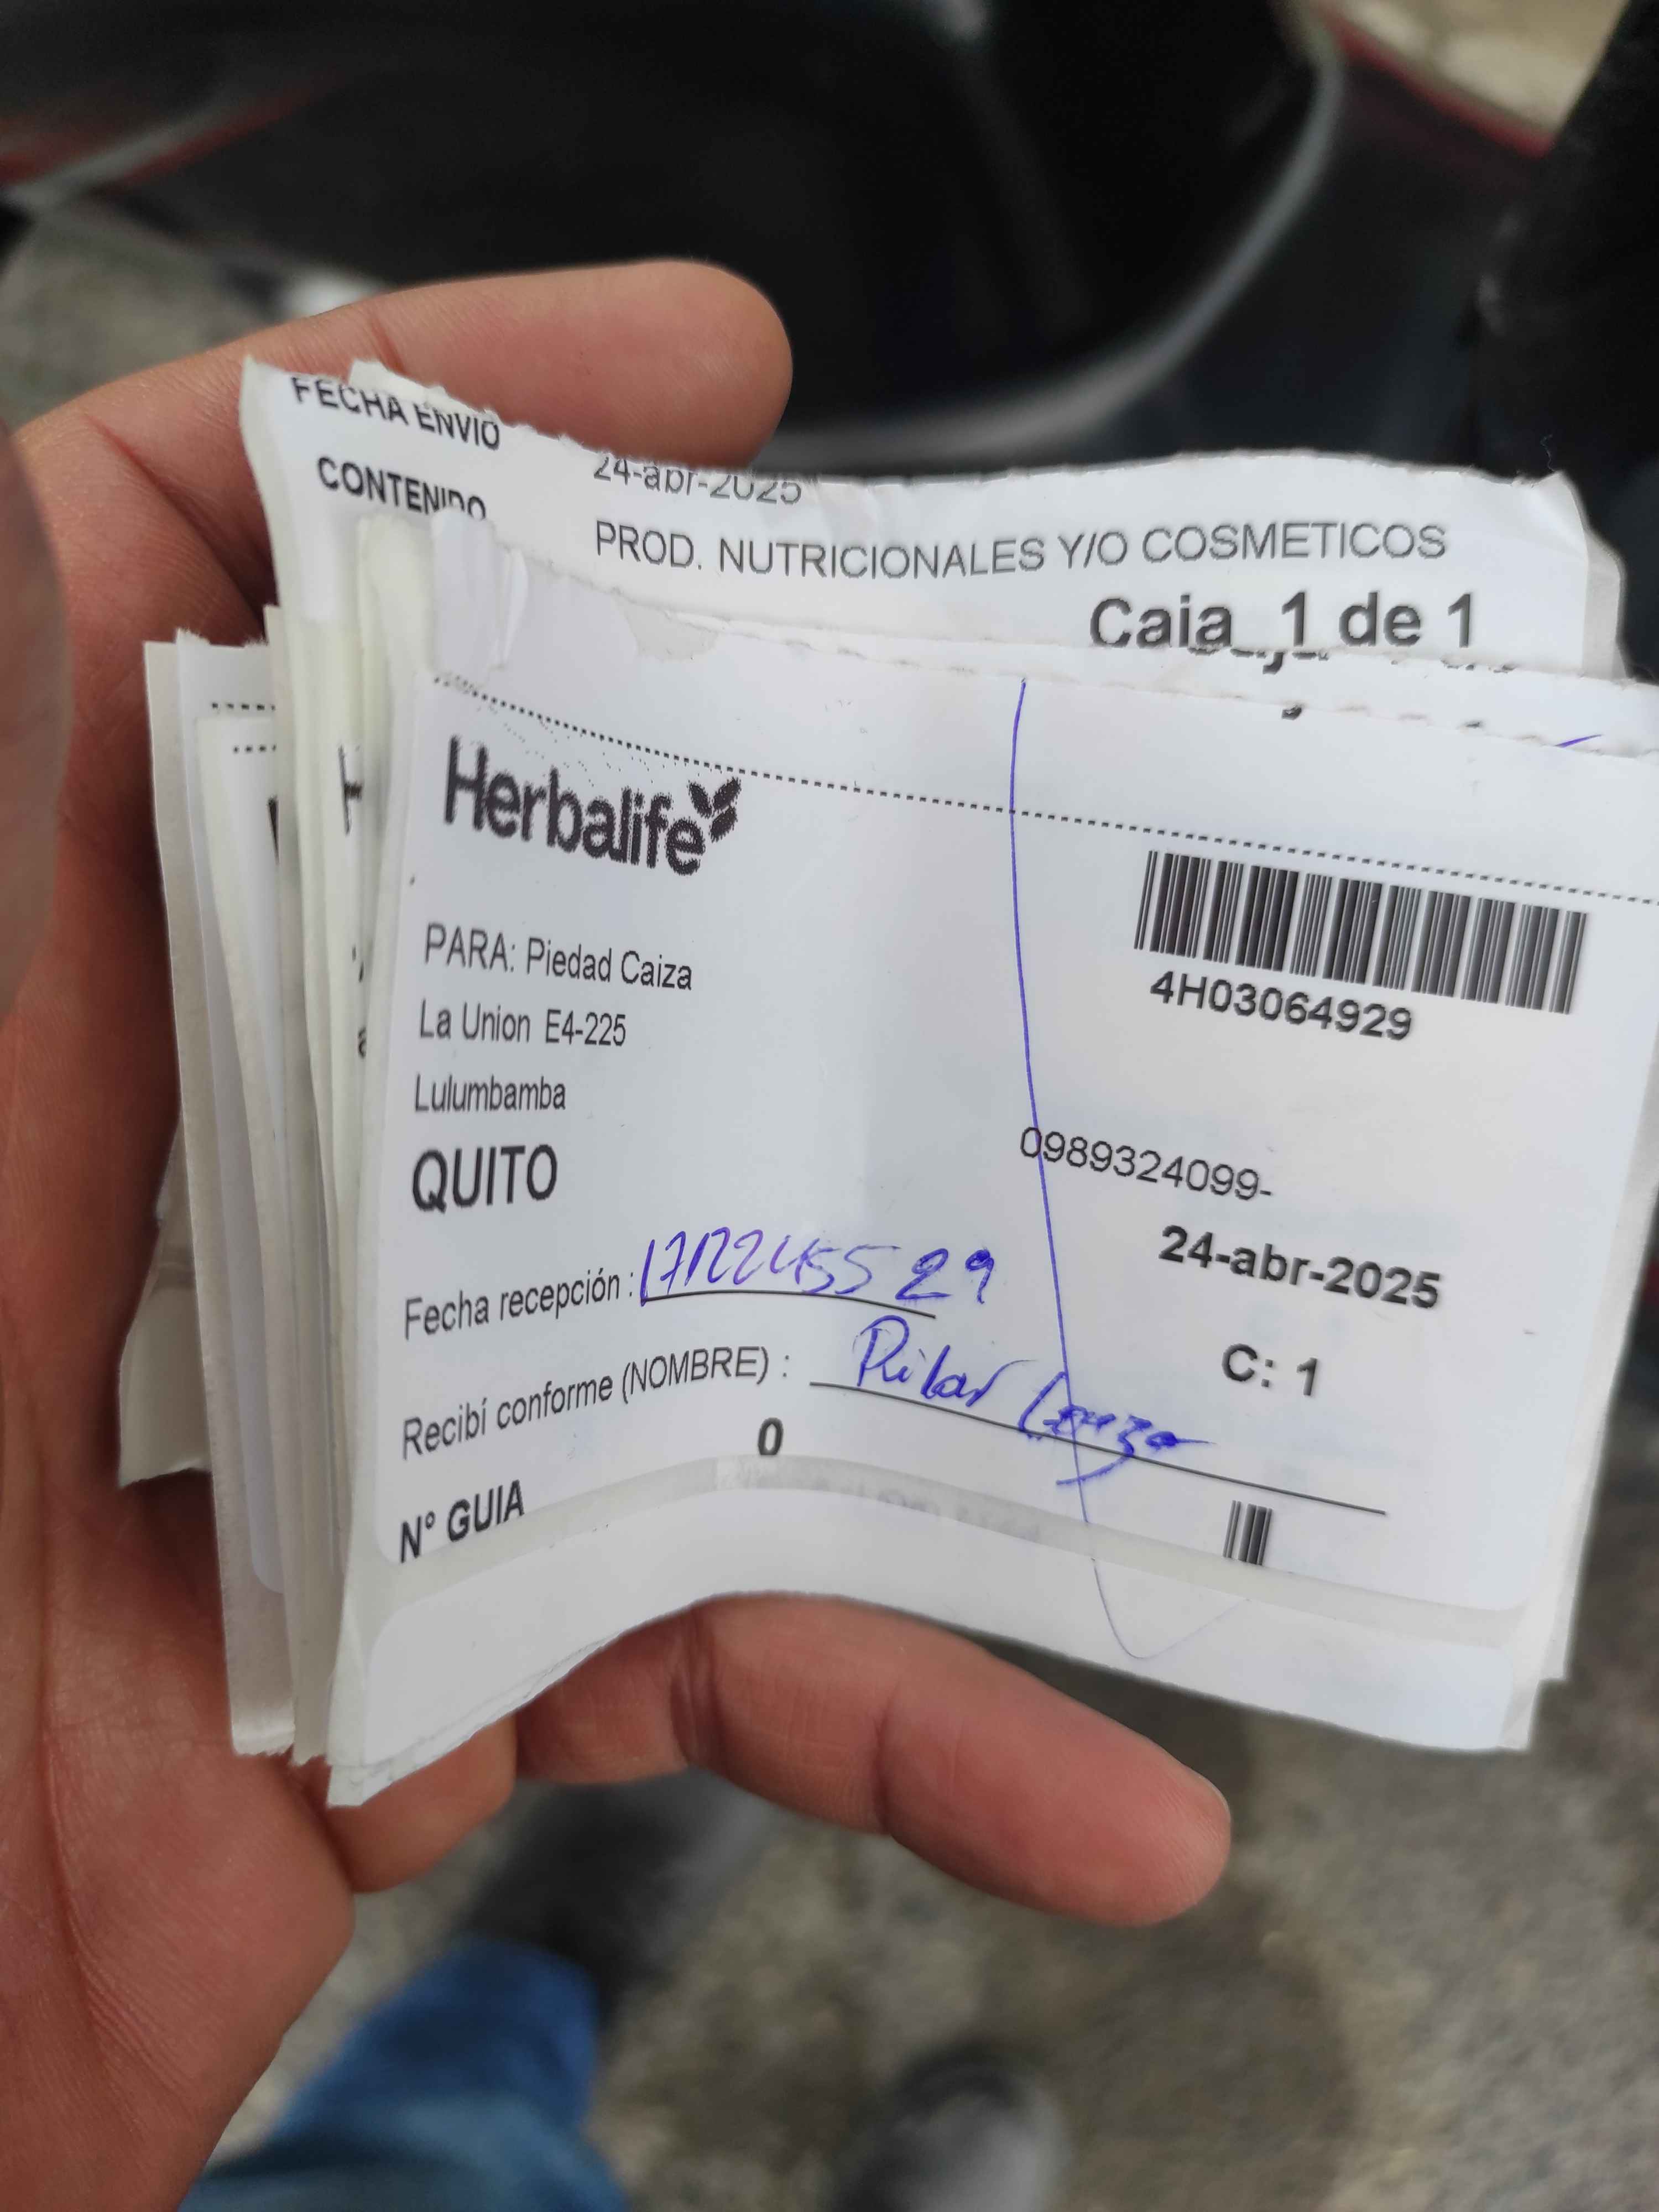 FECHA ENVIO 24-abr-2025
CONTENIDO PROD. NUTRICIONALES Y/O COSMETICOS
Caja 1 de 1
Herbalife
4H03064929
PARA: Piedad Caiza
La Union E4-225
Lulumbamba
QUITO
0989324099-
24-abr-2025
Fecha recepción : 1712245529
C: 1
Recibí conforme (NOMBRE) : Pilar
0
N° GUIA